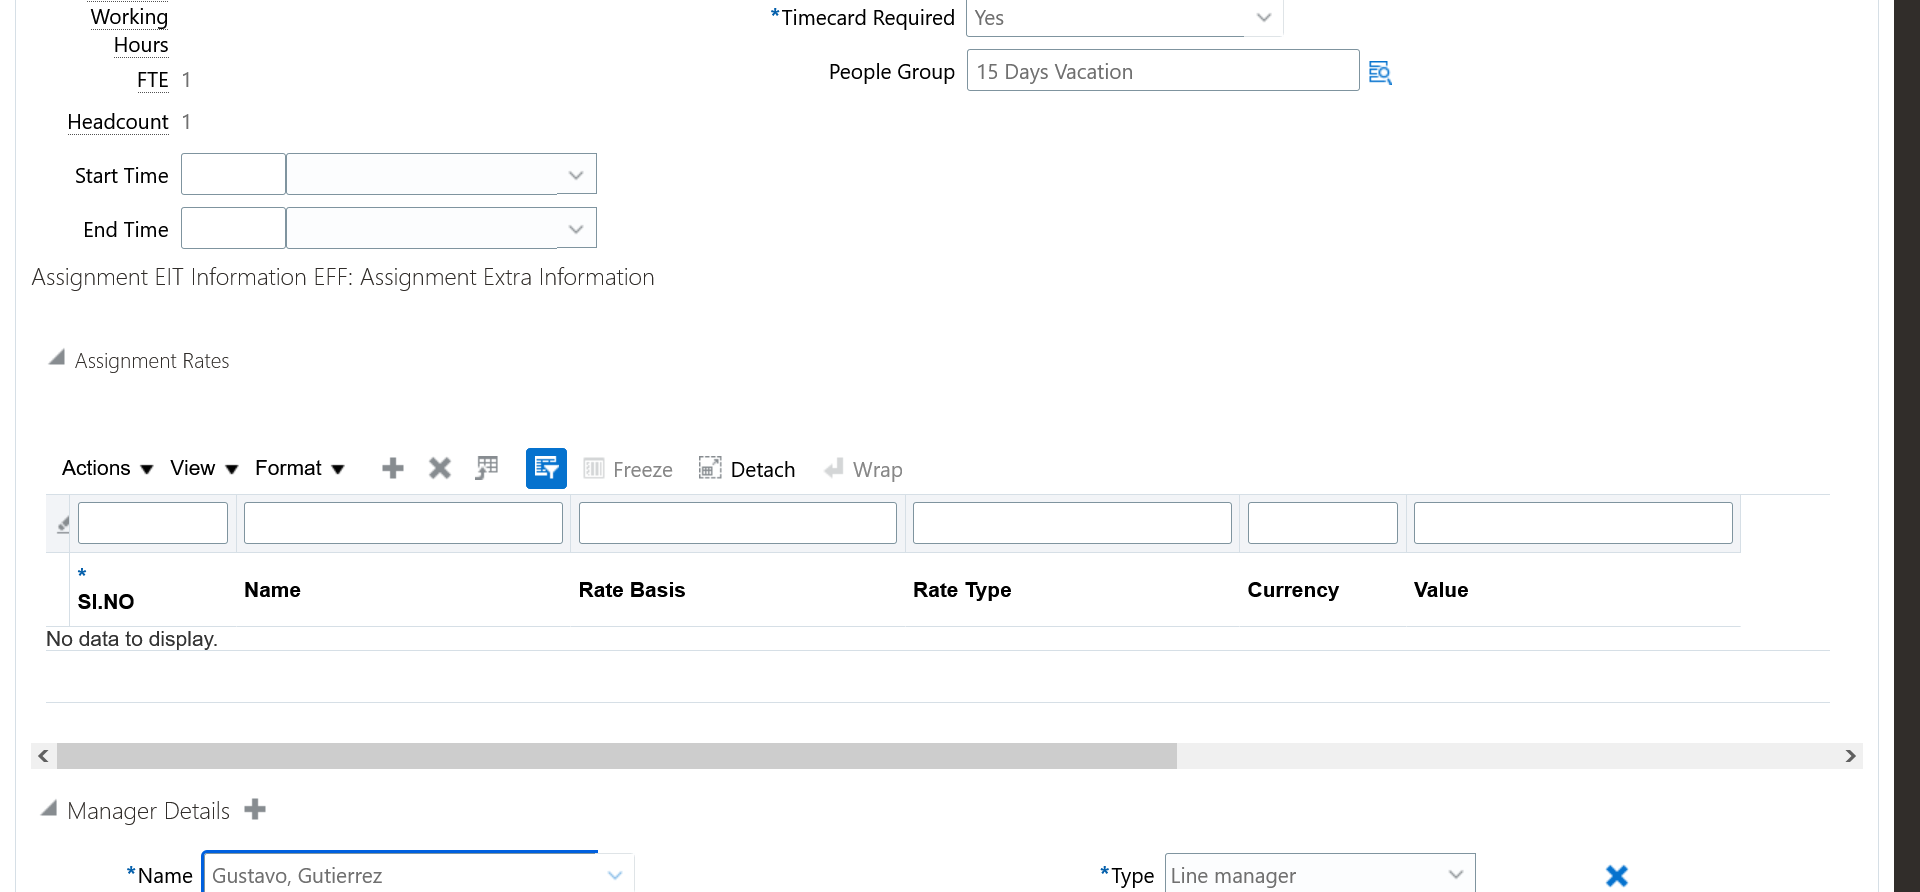 Working
Hours
*Timecard Required Yes
FTE 1
People Group 15 Days Vacation
Headcount 1
Start Time
End Time
Assignment EIT Information EFF: Assignment Extra Information
Assignment Rates
Actions View Format Freeze Detach Wrap
* SI.NO Name Rate Basis Rate Type Currency Value
No data to display.
Manager Details
*Name Gustavo, Gutierrez *Type Line manager